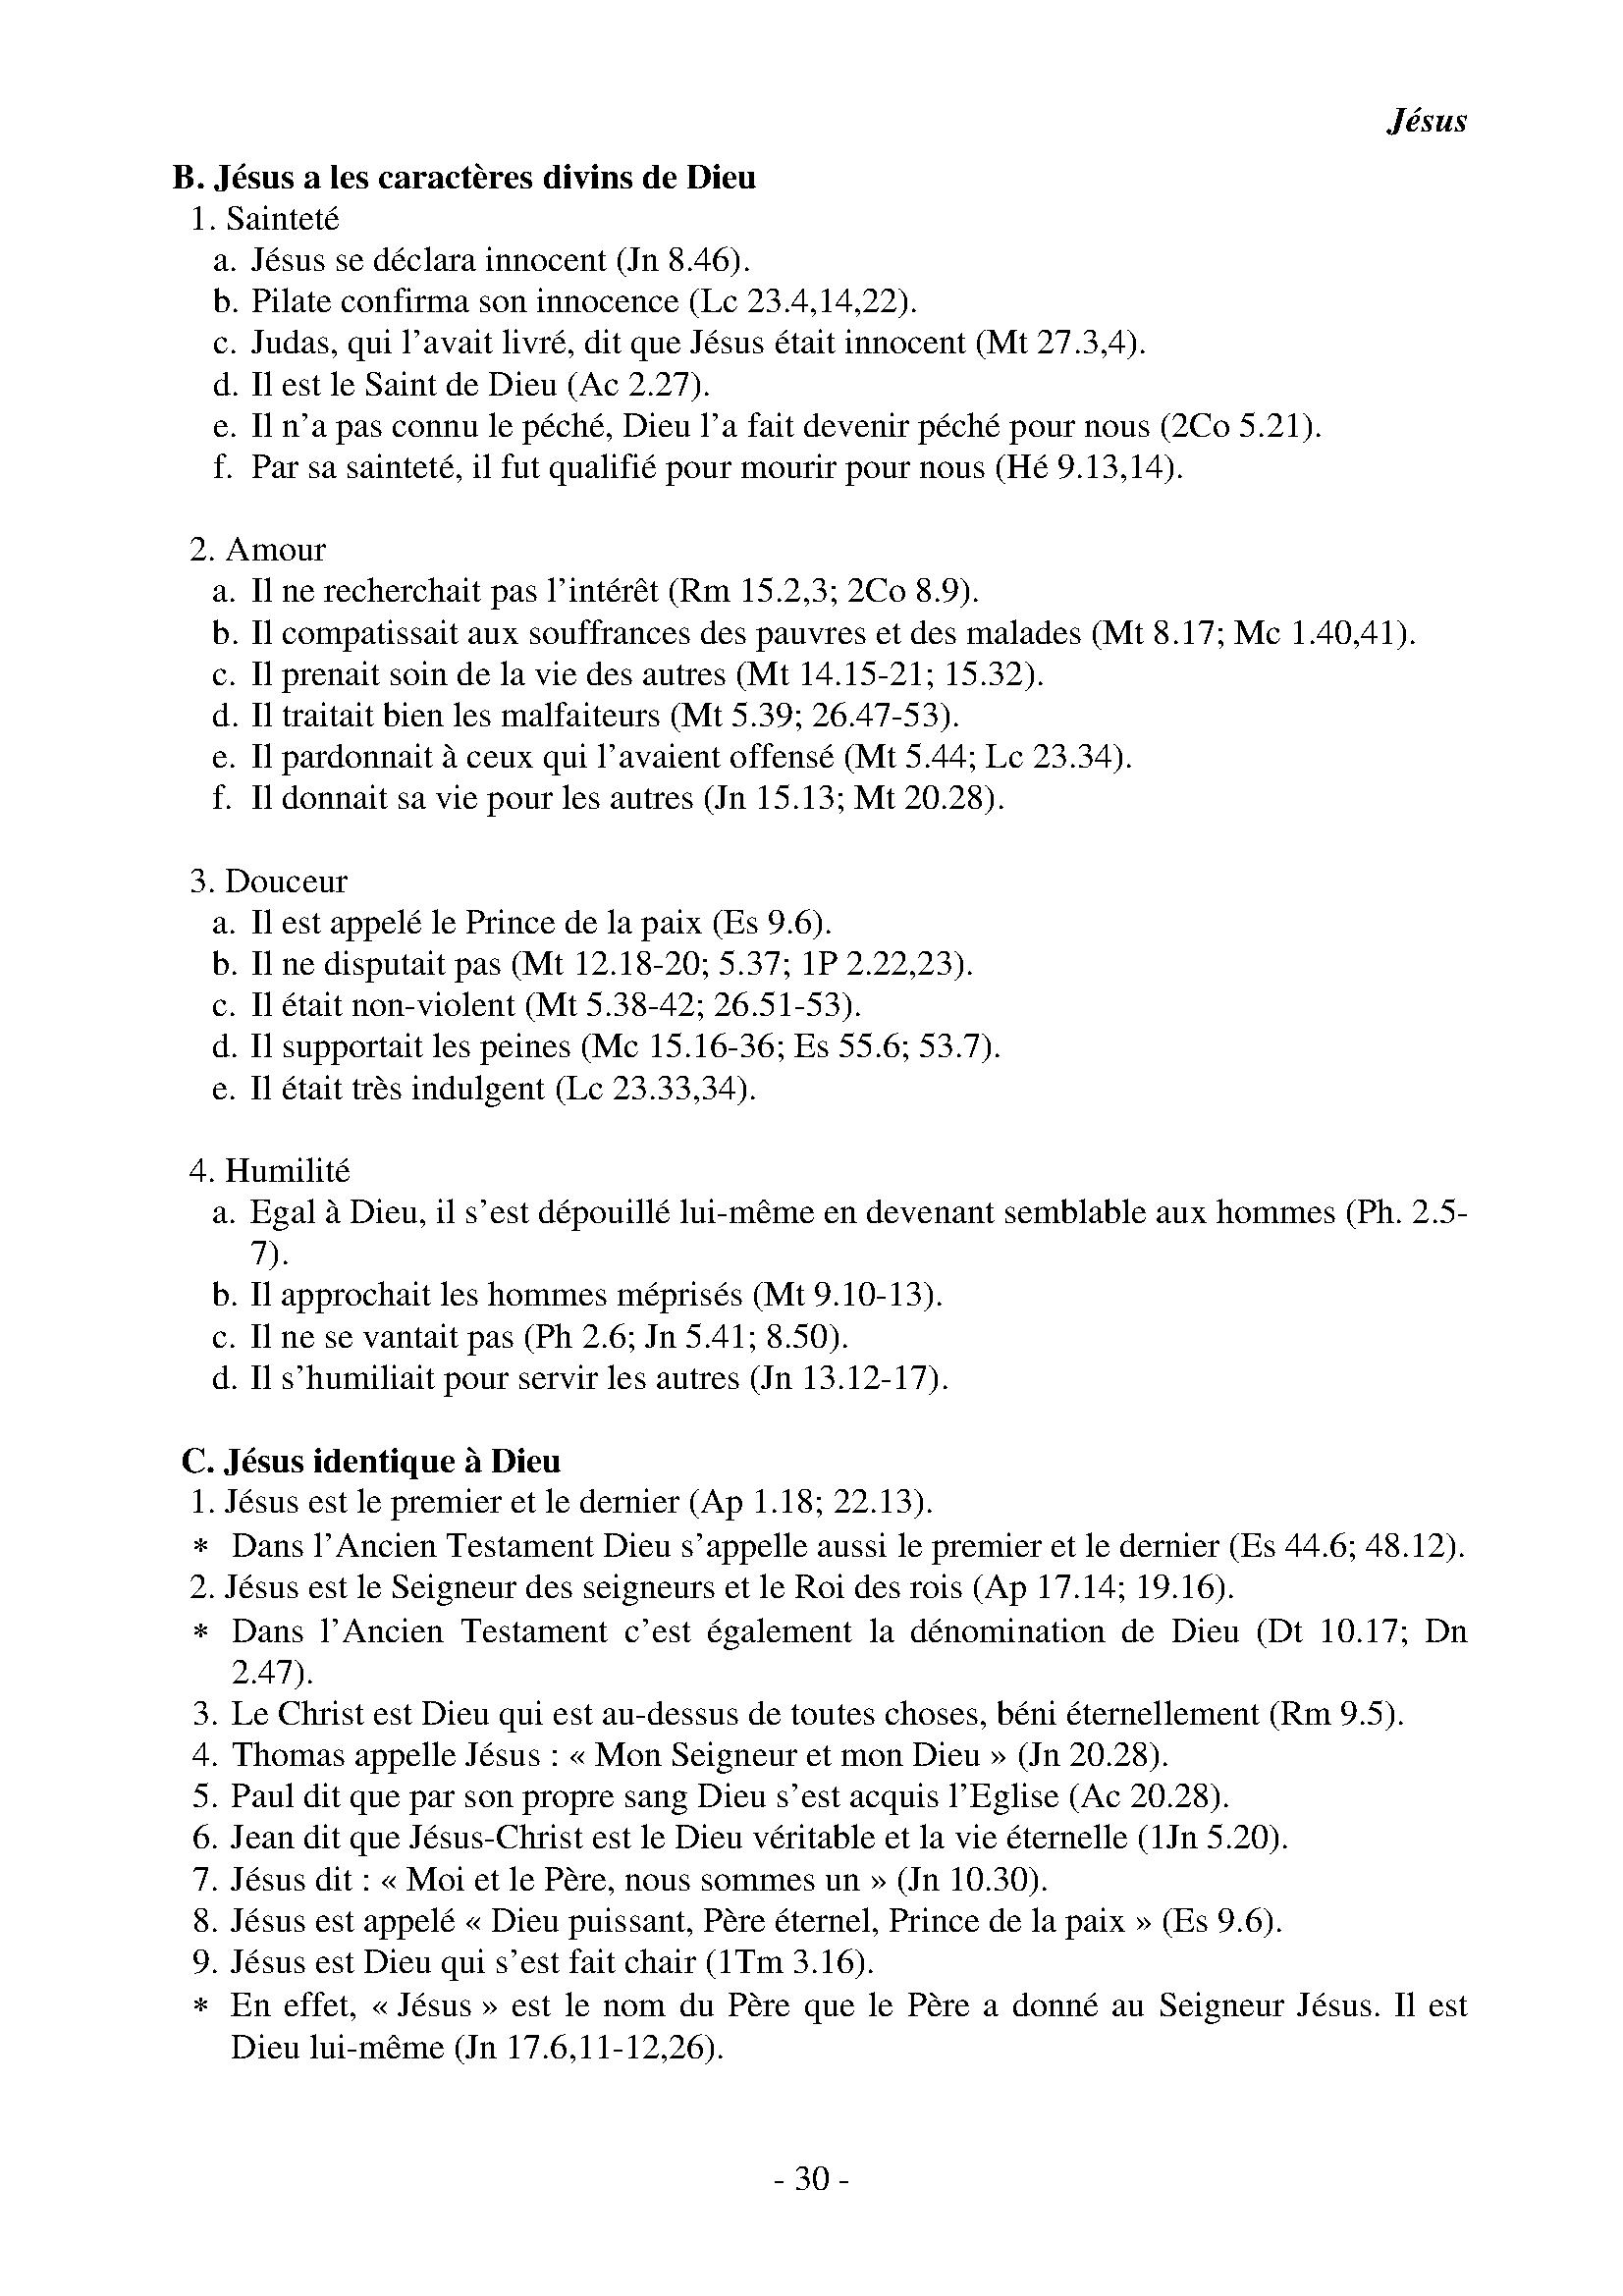 Jésus
B. Jésus a les caractères divins de Dieu
1. Sainteté
a. Jésus se déclara innocent (Jn 8.46).
b. Pilate confirma son innocence (Lc 23.4,14,22).
c. Judas, qui l’avait livré, dit que Jésus était innocent (Mt 27.3,4).
d. Il est le Saint de Dieu (Ac 2.27).
e. Il n’a pas connu le péché, Dieu l’a fait devenir péché pour nous (2Co 5.21).
f. Par sa sainteté, il fut qualifié pour mourir pour nous (Hé 9.13,14).
2. Amour
a. Il ne recherchait pas l’intérêt (Rm 15.2,3; 2Co 8.9).
b. Il compatissait aux souffrances des pauvres et des malades (Mt 8.17; Mc 1.40,41).
c. Il prenait soin de la vie des autres (Mt 14.15-21; 15.32).
d. Il traitait bien les malfaiteurs (Mt 5.39; 26.47-53).
e. Il pardonnait à ceux qui l’avaient offensé (Mt 5.44; Lc 23.34).
f. Il donnait sa vie pour les autres (Jn 15.13; Mt 20.28).
3. Douceur
a. Il est appelé le Prince de la paix (Es 9.6).
b. Il ne disputait pas (Mt 12.18-20; 5.37; 1P 2.22,23).
c. Il était non-violent (Mt 5.38-42; 26.51-53).
d. Il supportait les peines (Mc 15.16-36; Es 55.6; 53.7).
e. Il était très indulgent (Lc 23.33,34).
4. Humilité
a. Egal à Dieu, il s’est dépouillé lui-même en devenant semblable aux hommes (Ph. 2.5-
7).
b. Il approchait les hommes méprisés (Mt 9.10-13).
c. Il ne se vantait pas (Ph 2.6; Jn 5.41; 8.50).
d. Il s’humiliait pour servir les autres (Jn 13.12-17).
C. Jésus identique à Dieu
1. Jésus est le premier et le dernier (Ap 1.18; 22.13).
* Dans l’Ancien Testament Dieu s’appelle aussi le premier et le dernier (Es 44.6; 48.12).
2. Jésus est le Seigneur des seigneurs et le Roi des rois (Ap 17.14; 19.16).
* Dans l’Ancien Testament c’est également la dénomination de Dieu (Dt 10.17; Dn
2.47).
3. Le Christ est Dieu qui est au-dessus de toutes choses, béni éternellement (Rm 9.5).
4. Thomas appelle Jésus : « Mon Seigneur et mon Dieu » (Jn 20.28).
5. Paul dit que par son propre sang Dieu s’est acquis l’Eglise (Ac 20.28).
6. Jean dit que Jésus-Christ est le Dieu véritable et la vie éternelle (1Jn 5.20).
7. Jésus dit : « Moi et le Père, nous sommes un » (Jn 10.30).
8. Jésus est appelé « Dieu puissant, Père éternel, Prince de la paix » (Es 9.6).
9. Jésus est Dieu qui s’est fait chair (1Tm 3.16).
* En effet, « Jésus » est le nom du Père que le Père a donné au Seigneur Jésus. Il est
Dieu lui-même (Jn 17.6,11-12,26).
- 30 -